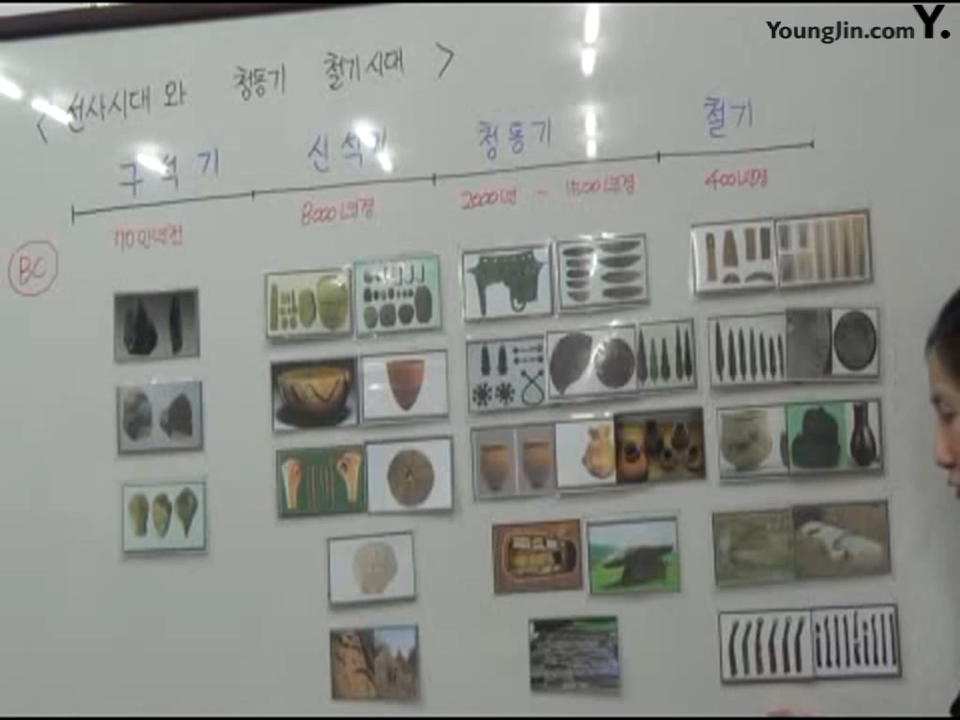 YoungJin.com Y.
< 선사시대 와 청동기 철기시대 >
구석기 신석기 청동기 철기
BC 70만년전 8000년전 2000년 ~ 1500년경 400년경